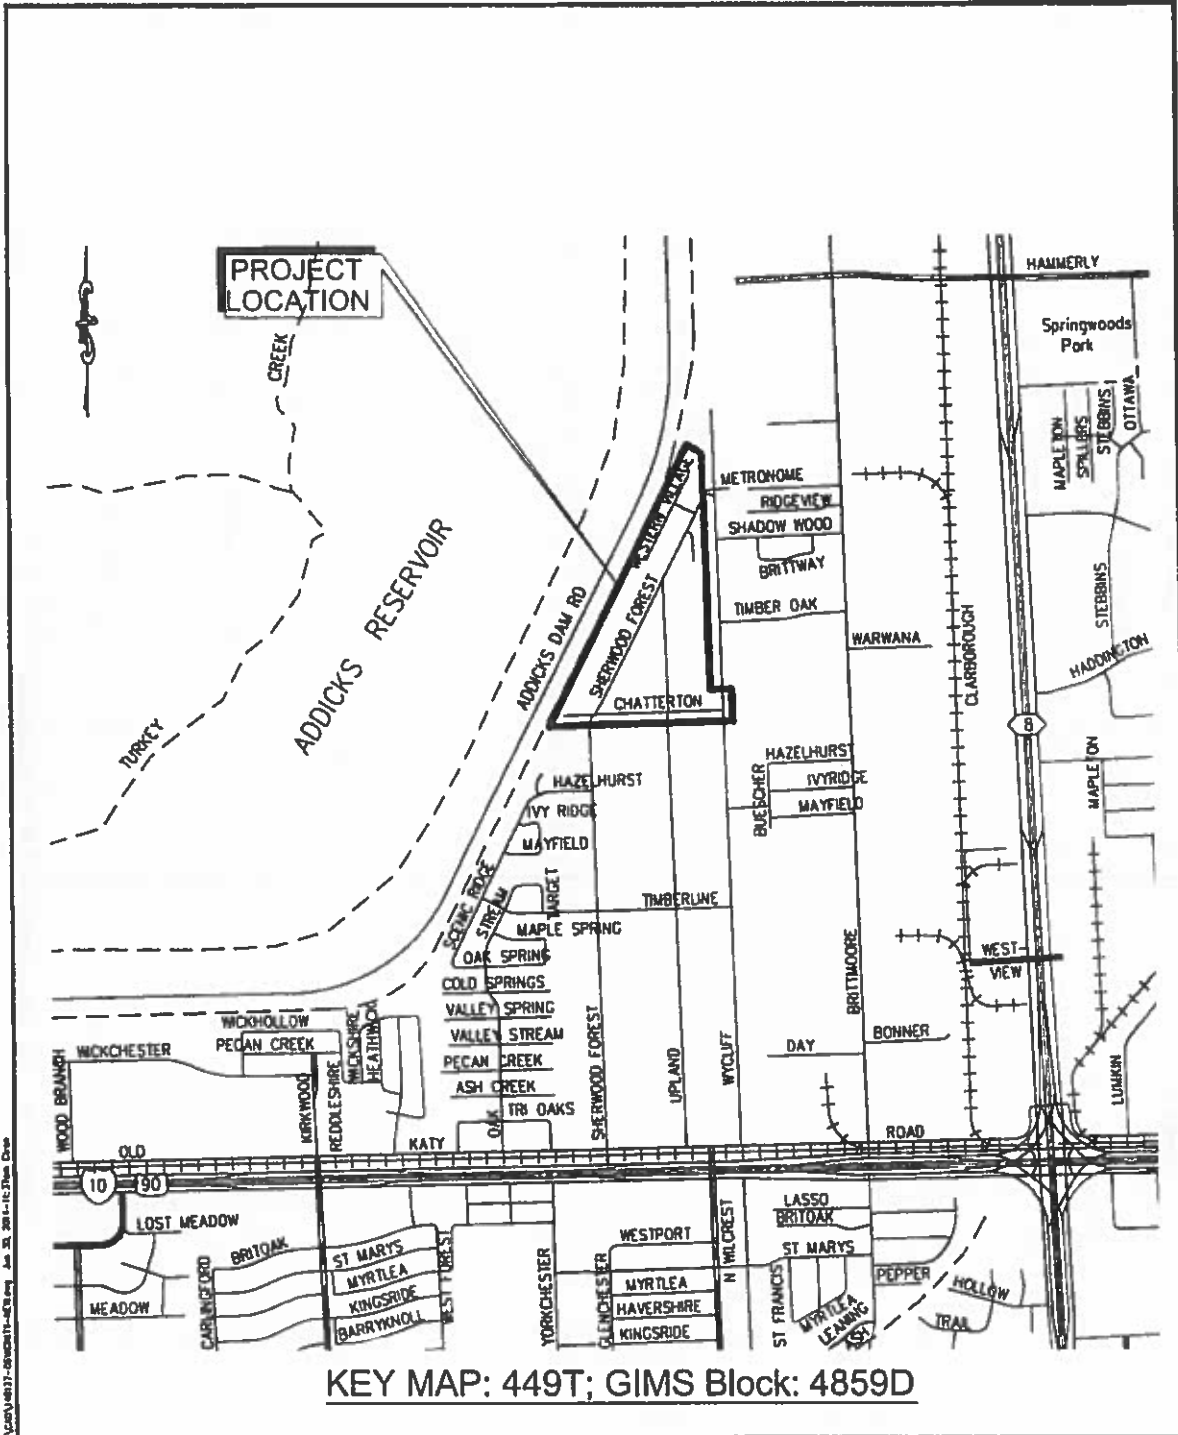 PROJECT
LOCATION
CREEK
HAMMERLY
Springwoods
Park
MAPLETON
SPILLERS
STEBBINS
OTTAWA
ADDICKS RESERVOIR
WESTERN VILLAGE
METRONOME
RIDGEVIEW
SHADOW WOOD
BRITTWAY
TIMBER OAK
WARWANA
CLARBOROUGH
STEBBINS
HADDINGTON
ADDICKS DAM RD
SHERWOOD FOREST
CHATTERTON
TURKEY
8
HAZELHURST
IVY RIDGE
MAYFIELD
BUESCHER
HAZELHURST
IVYRIDGE
MAYFIELD
MAPLETON
SCENIC RIDGE
STREAM
TARGET
TIMBERLINE
MAPLE SPRING
OAK SPRING
COLD SPRINGS
VALLEY SPRING
VALLEY STREAM
PECAN CREEK
ASH CREEK
TRI OAKS
OAK
SHERWOOD FOREST
UPLAND
WYCLIFF
BRITTMOORE
WEST
VIEW
DAY
BONNER
LUMKIN
WICKHOLLOW
PECAN CREEK
WICKCHESTER
WOOD BRANCH
KIRKWOOD
REDDLESHIRE
WICKSHIRE
HEATHWOOD
OLD
KATY
ROAD
10
90
LOST MEADOW
MEADOW
CARLINGFORD
BRITOAK
ST MARYS
MYRTLEA
KINGSRIDE
BARRYKNOLL
WEST FOREST
YORKCHESTER
GLENCHESTER
WESTPORT
MYRTLEA
HAVERSHIRE
KINGSRIDE
N WILCREST
LASSO
BRITOAK
ST MARYS
ST FRANCIS
MYRTLEA
LEANING
ASH
PEPPER
HOLLOW
TRAIL
KEY MAP: 449T; GIMS Block: 4859D